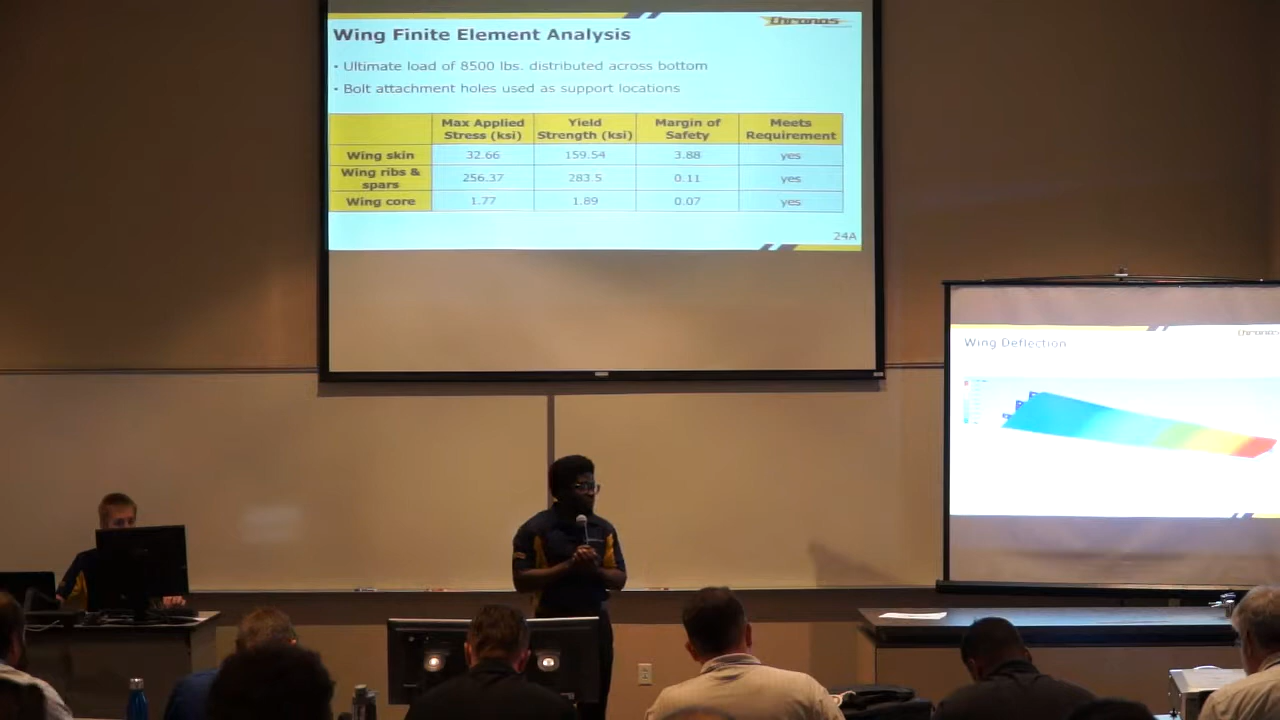 Chronos
Wing Finite Element Analysis
• Ultimate load of 8500 lbs. distributed across bottom
• Bolt attachment holes used as support locations
Max Applied Stress (ksi) Yield Strength (ksi) Margin of Safety Meets Requirement
Wing skin 32.66 159.54 3.88 yes
Wing ribs & spars 256.37 283.5 0.11 yes
Wing core 1.77 1.89 0.07 yes
24A
Chronos
Wing Deflection